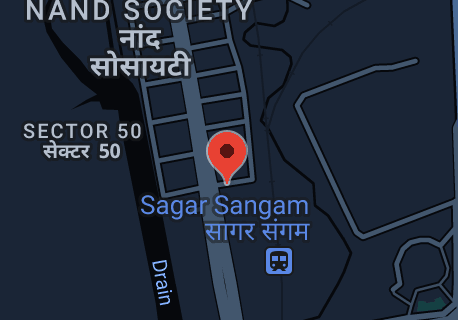 NAND SOCIETY
नांद
सोसायटी
SECTOR 50
सेक्टर 50
Sagar Sangam
सागर संगम
Drain